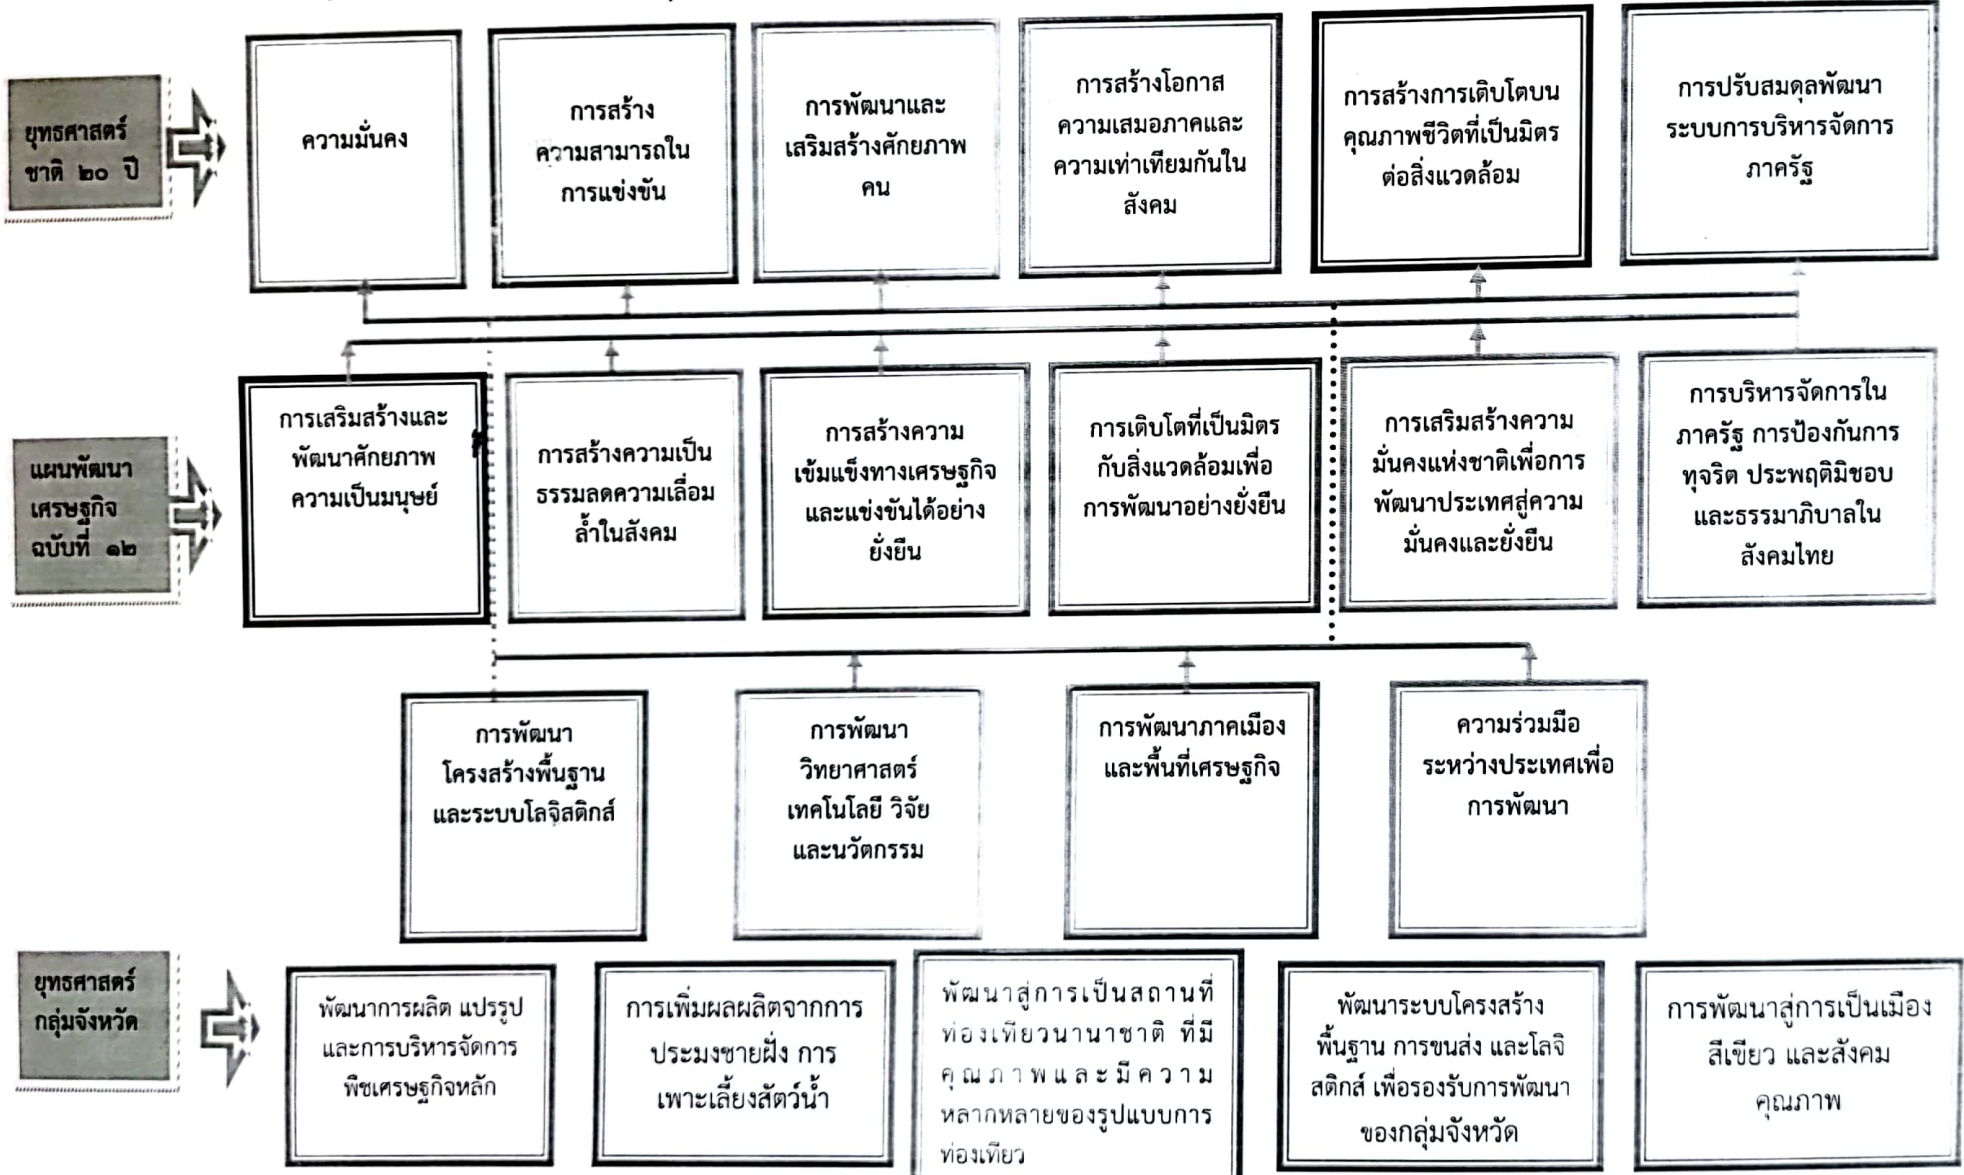 ยุทธศาสตร์
ชาติ ๒๐ ปี
ความมั่นคง
การสร้าง
ความสามารถใน
การแข่งขัน
การพัฒนาและ
เสริมสร้างศักยภาพ
คน
การสร้างโอกาส
ความเสมอภาคและ
ความเท่าเทียมกันใน
สังคม
การสร้างการเติบโตบน
คุณภาพชีวิตที่เป็นมิตร
ต่อสิ่งแวดล้อม
การปรับสมดุลพัฒนา
ระบบการบริหารจัดการ
ภาครัฐ
แผนพัฒนา
เศรษฐกิจ
ฉบับที่ ๑๒
การเสริมสร้างและ
พัฒนาศักยภาพ
ความเป็นมนุษย์
การสร้างความเป็น
ธรรมลดความเลื่อม
ล้ำในสังคม
การสร้างความ
เข้มแข็งทางเศรษฐกิจ
และแข่งขันได้อย่าง
ยั่งยืน
การเติบโตที่เป็นมิตร
กับสิ่งแวดล้อมเพื่อ
การพัฒนาอย่างยั่งยืน
การเสริมสร้างความ
มั่นคงแห่งชาติเพื่อการ
พัฒนาประเทศสู่ความ
มั่นคงและยั่งยืน
การบริหารจัดการใน
ภาครัฐ การป้องกันการ
ทุจริต ประพฤติมิชอบ
และธรรมาภิบาลใน
สังคมไทย
การพัฒนา
โครงสร้างพื้นฐาน
และระบบโลจิสติกส์
การพัฒนา
วิทยาศาสตร์
เทคโนโลยี วิจัย
และนวัตกรรม
การพัฒนาภาคเมือง
และพื้นที่เศรษฐกิจ
ความร่วมมือ
ระหว่างประเทศเพื่อ
การพัฒนา
ยุทธศาสตร์
กลุ่มจังหวัด
พัฒนาการผลิต แปรรูป
และการบริหารจัดการ
พืชเศรษฐกิจหลัก
การเพิ่มผลผลิตจากการ
ประมงชายฝั่ง การ
เพาะเลี้ยงสัตว์น้ำ
พัฒนาสู่การเป็นสถานที่
ท่องเที่ยวนานาชาติ ที่มี
คุณภาพและมีความ
หลากหลายของรูปแบบการ
ท่องเที่ยว
พัฒนาระบบโครงสร้าง
พื้นฐาน การขนส่ง และโลจิ
สติกส์ เพื่อรองรับการพัฒนา
ของกลุ่มจังหวัด
การพัฒนาสู่การเป็นเมือง
สีเขียว และสังคม
คุณภาพ